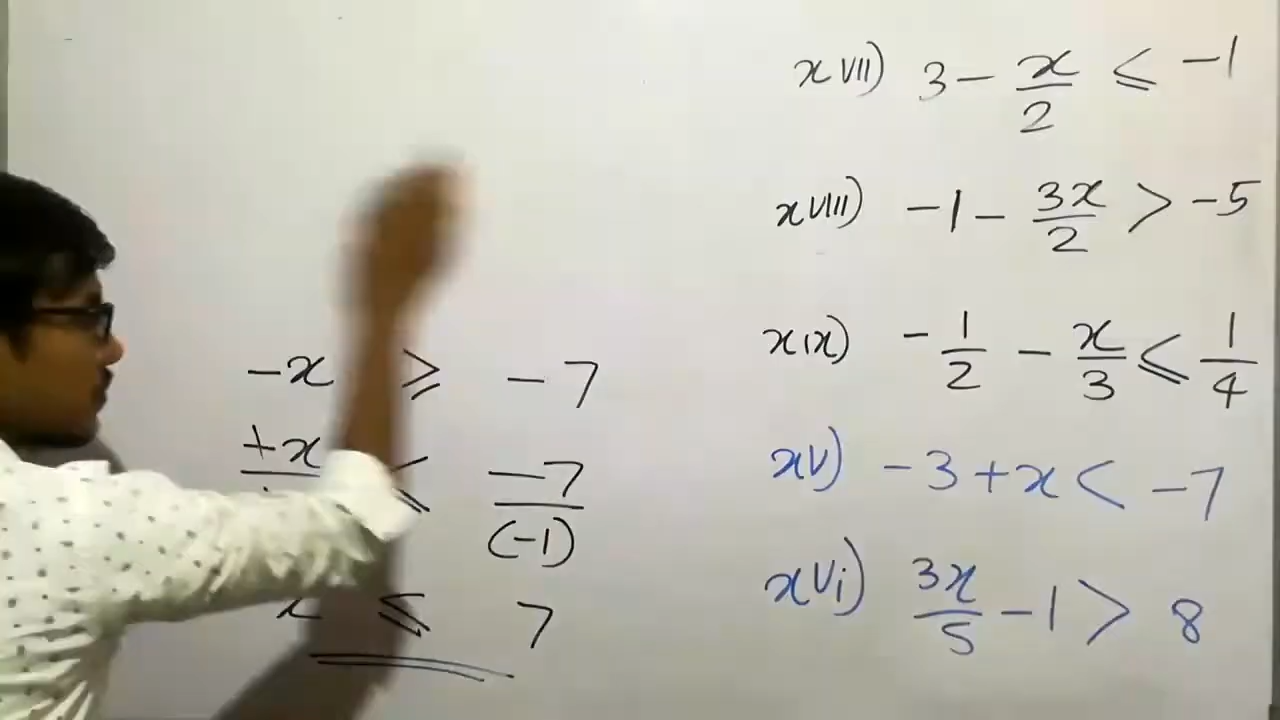 -x ≥ -7
+x ≤ -7/(-1)
x ≤ 7
xvii) 3 - x/2 ≤ -1
xviii) -1 - 3x/2 > -5
xix) -1/2 - x/3 ≤ 1/4
xv) -3 + x < -7
xvi) 3x/5 - 1 > 8